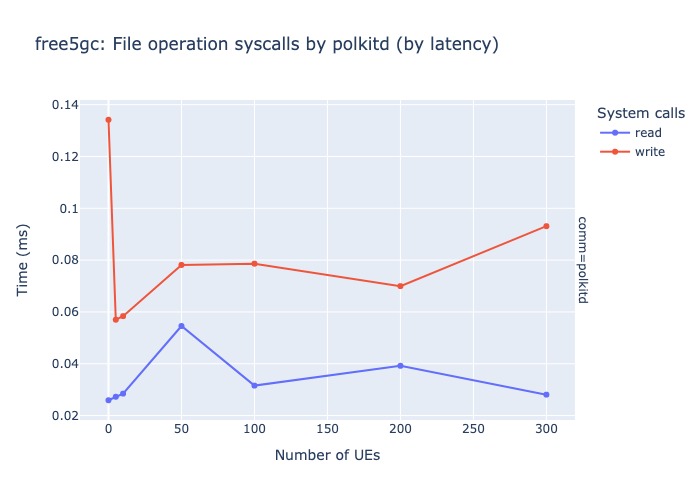 free5gc: File operation syscalls by polkitd (by latency)
System calls
read
write
Time (ms)
0.14
0.12
0.1
0.08
0.06
0.04
0.02
comm=polkitd
0 50 100 150 200 250 300
Number of UEs